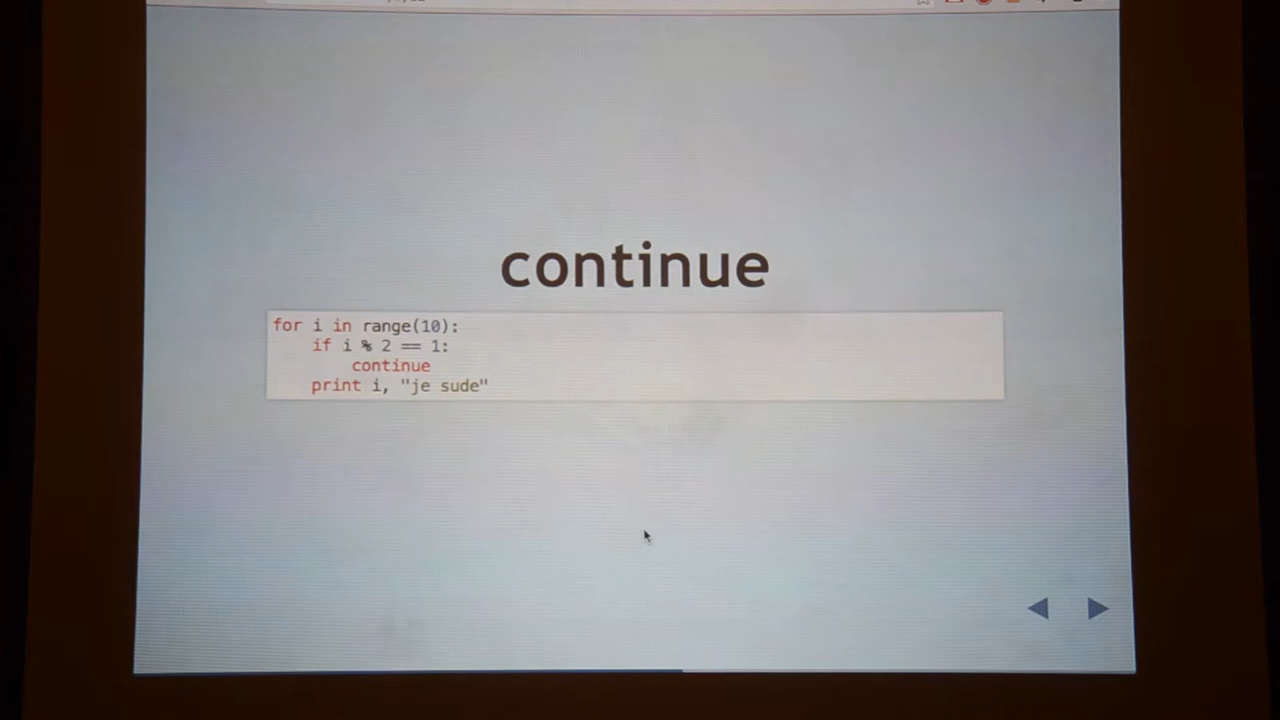 continue
for i in range(10):
    if i % 2 == 1:
        continue
    print i, "je sude"